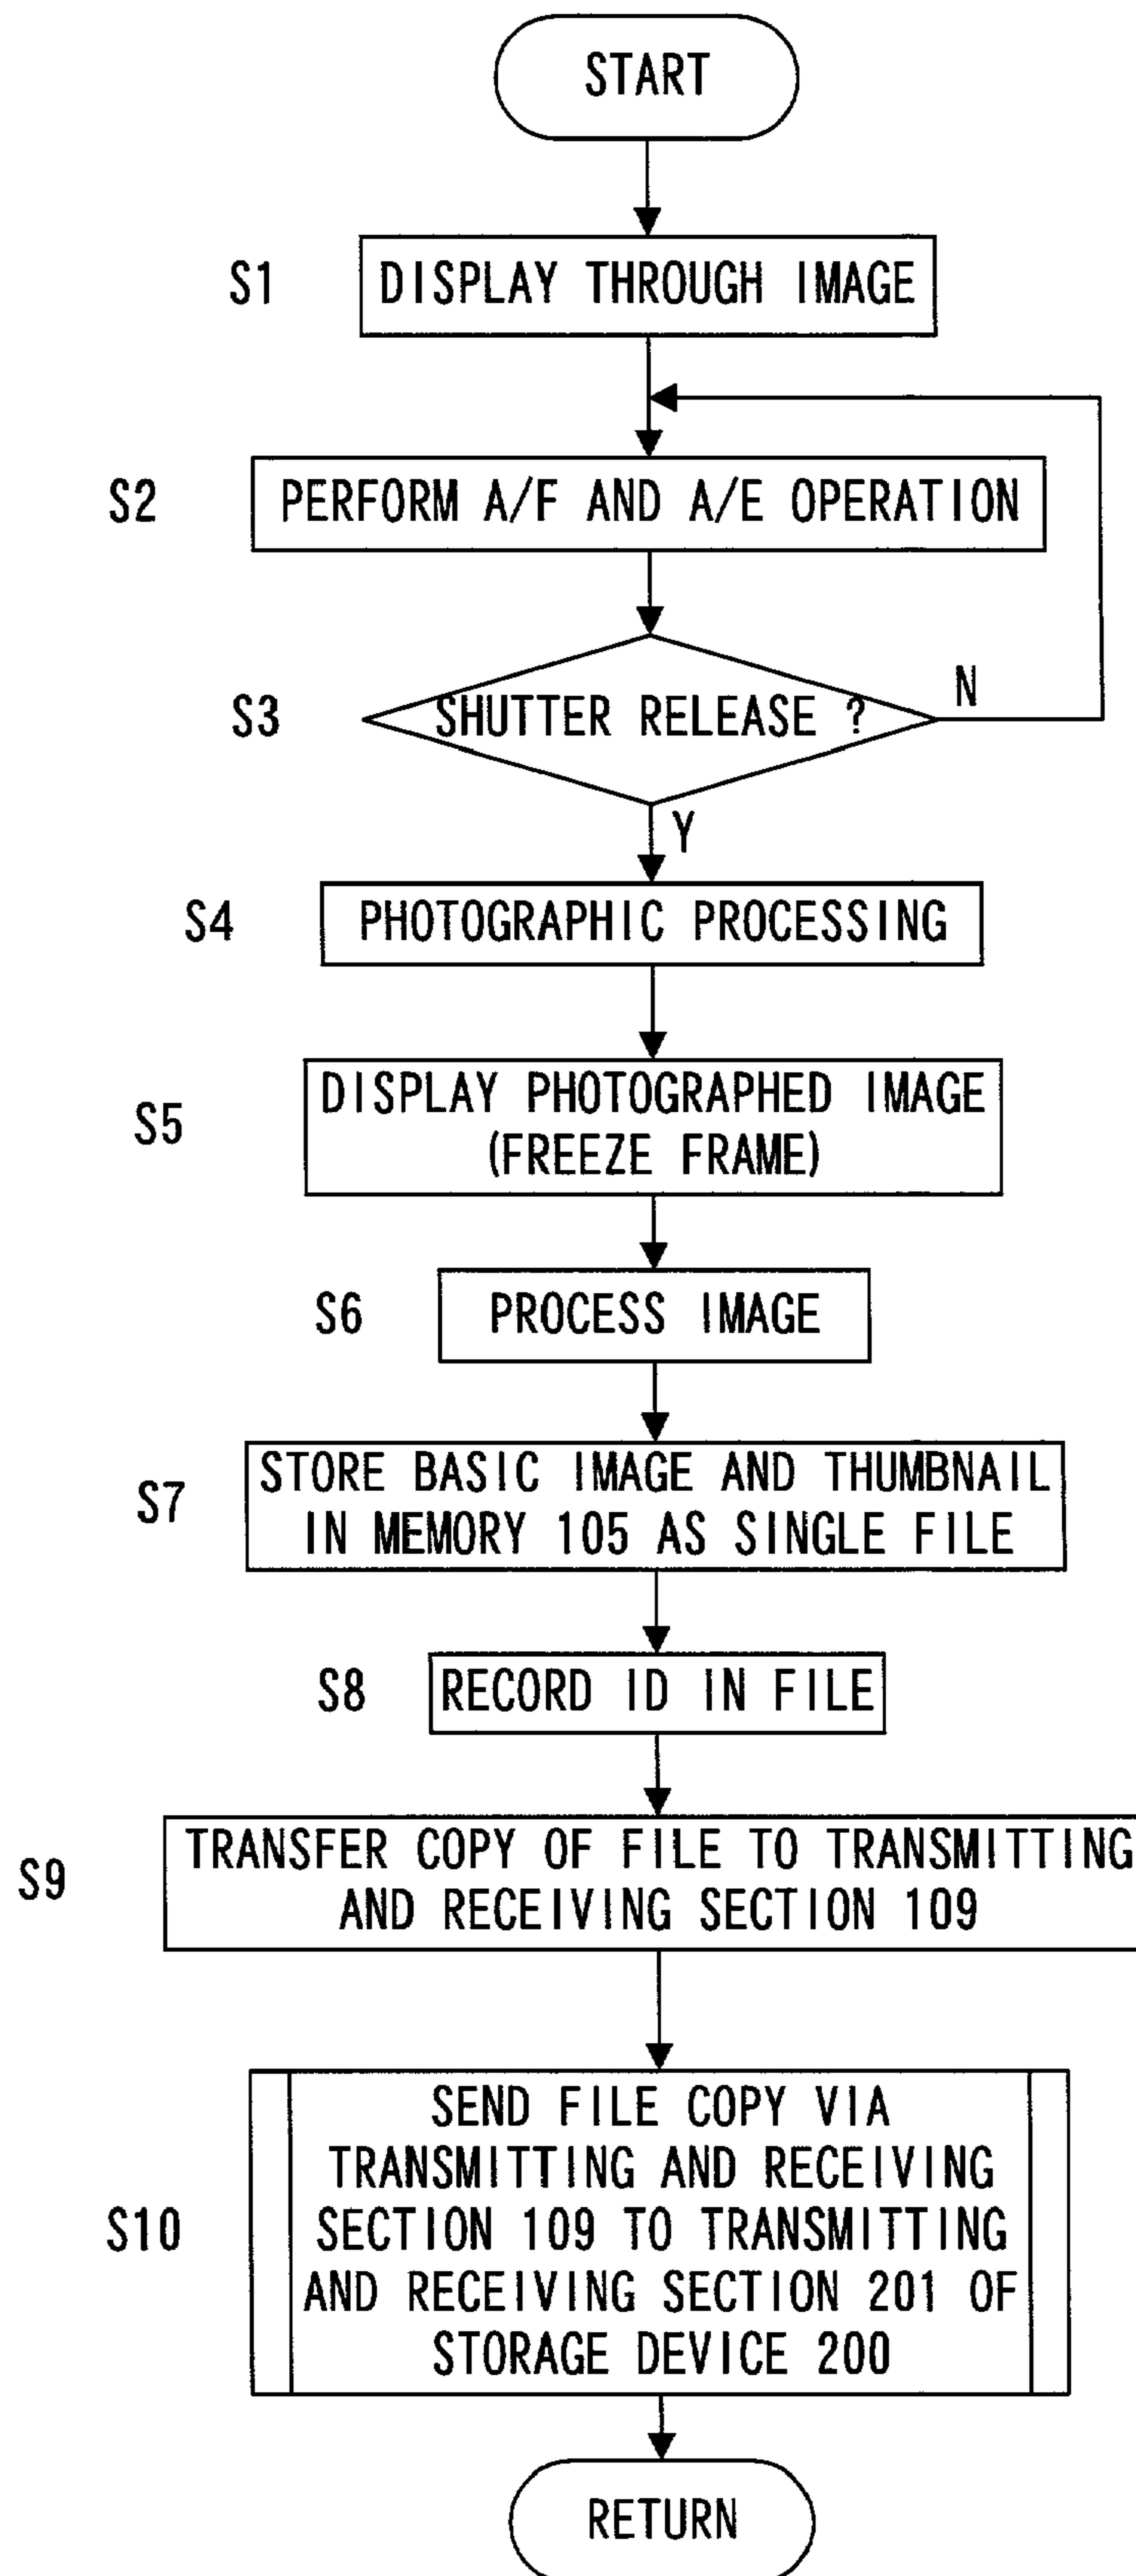 START
S1
DISPLAY THROUGH IMAGE
S2
PERFORM A/F AND A/E OPERATION
S3
SHUTTER RELEASE ?
N
Y
S4
PHOTOGRAPHIC PROCESSING
S5
DISPLAY PHOTOGRAPHED IMAGE
(FREEZE FRAME)
S6
PROCESS IMAGE
S7
STORE BASIC IMAGE AND THUMBNAIL
IN MEMORY 105 AS SINGLE FILE
S8
RECORD ID IN FILE
S9
TRANSFER COPY OF FILE TO TRANSMITTING
AND RECEIVING SECTION 109
S10
SEND FILE COPY VIA
TRANSMITTING AND RECEIVING
SECTION 109 TO TRANSMITTING
AND RECEIVING SECTION 201 OF
STORAGE DEVICE 200
RETURN